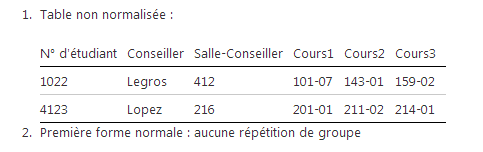 1. Table non normalisée :
N° d'étudiant Conseiller Salle-Conseiller Cours1 Cours2 Cours3
1022 Legros 412 101-07 143-01 159-02
4123 Lopez 216 201-01 211-02 214-01
2. Première forme normale : aucune répétition de groupe